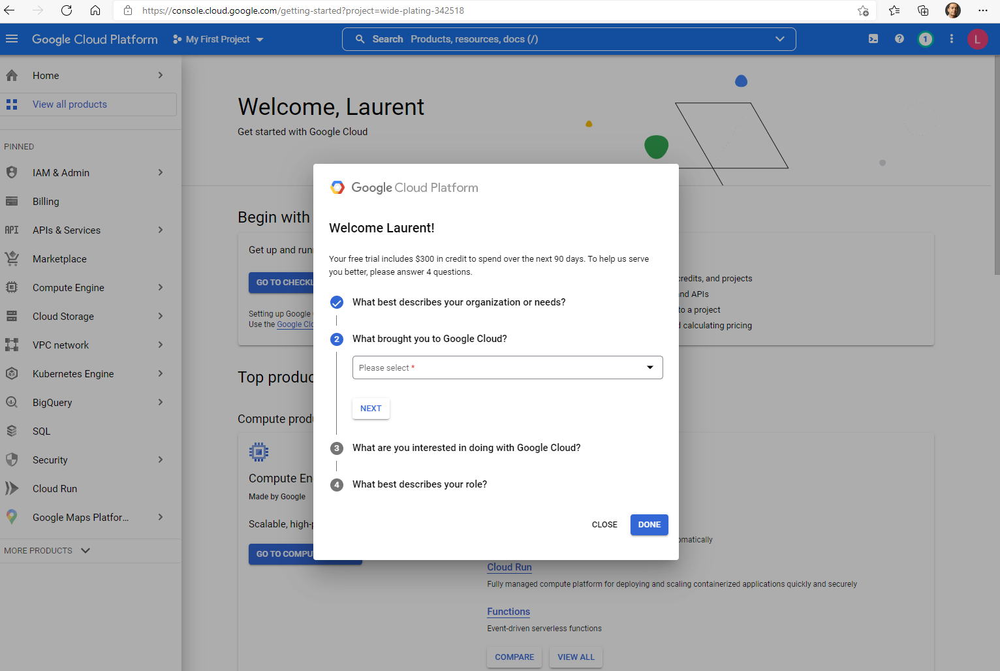 https://console.cloud.google.com/getting-started?project=wide-plating-342518
Google Cloud Platform
My First Project
Search Products, resources, docs (/)
1
L
Home
View all products
PINNED
IAM & Admin
Billing
API
APIs & Services
Marketplace
Compute Engine
Cloud Storage
VPC network
Kubernetes Engine
BigQuery
SQL
Security
Cloud Run
Google Maps Platfor...
MORE PRODUCTS
Welcome, Laurent
Get started with Google Cloud
Begin with
Get up and run
GO TO CHECKL
Setting up Google
Use the Google Clo
credits, and projects
and APIs
to a project
calculating pricing
Top produc
Compute prod
Compute En
Made by Google
Scalable, high-p
GO TO COMPU
omatically
Cloud Run
Fully managed compute platform for deploying and scaling containerized applications quickly and securely
Functions
Event-driven serverless functions
COMPARE
VIEW ALL
Google Cloud Platform
Welcome Laurent!
Your free trial includes $300 in credit to spend over the next 90 days. To help us serve
you better, please answer 4 questions.
What best describes your organization or needs?
2 What brought you to Google Cloud?
Please select *
NEXT
3 What are you interested in doing with Google Cloud?
4 What best describes your role?
CLOSE
DONE